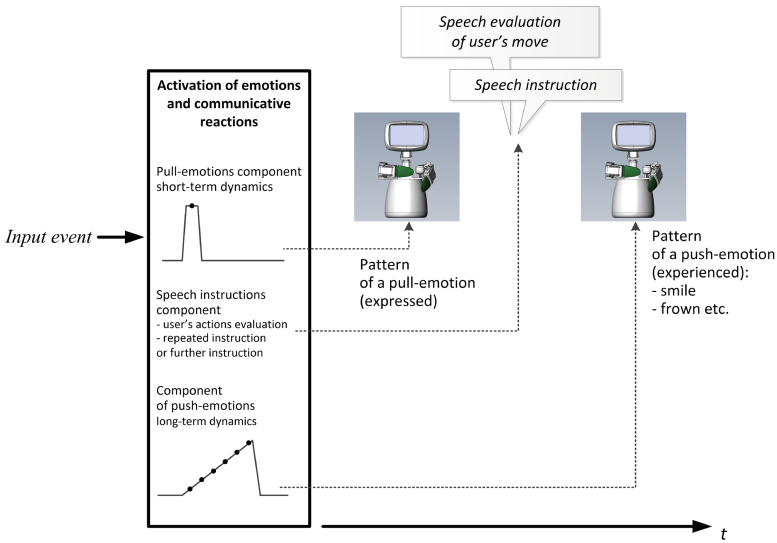 Speech evaluation
of user's move
Speech instruction
Activation of emotions
and communicative
reactions
Pull-emotions component
short-term dynamics
Input event
Pattern
of a pull-emotion
(expressed)
Pattern
of a push-emotion
(experienced):
- smile
- frown etc.
Speech instructions
component
- user's actions evaluation
- repeated instruction
or further instruction
Component
of push-emotions
long-term dynamics
t